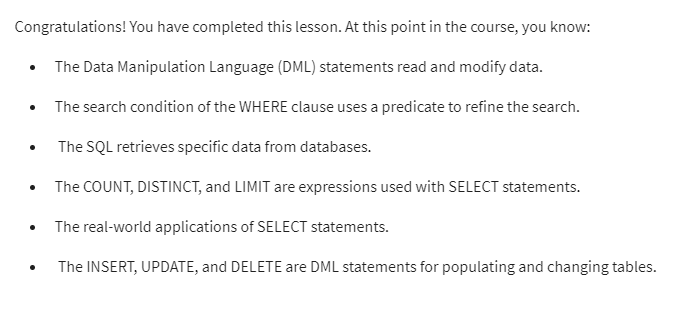 Congratulations! You have completed this lesson. At this point in the course, you know:
• The Data Manipulation Language (DML) statements read and modify data.
• The search condition of the WHERE clause uses a predicate to refine the search.
• The SQL retrieves specific data from databases.
• The COUNT, DISTINCT, and LIMIT are expressions used with SELECT statements.
• The real-world applications of SELECT statements.
• The INSERT, UPDATE, and DELETE are DML statements for populating and changing tables.